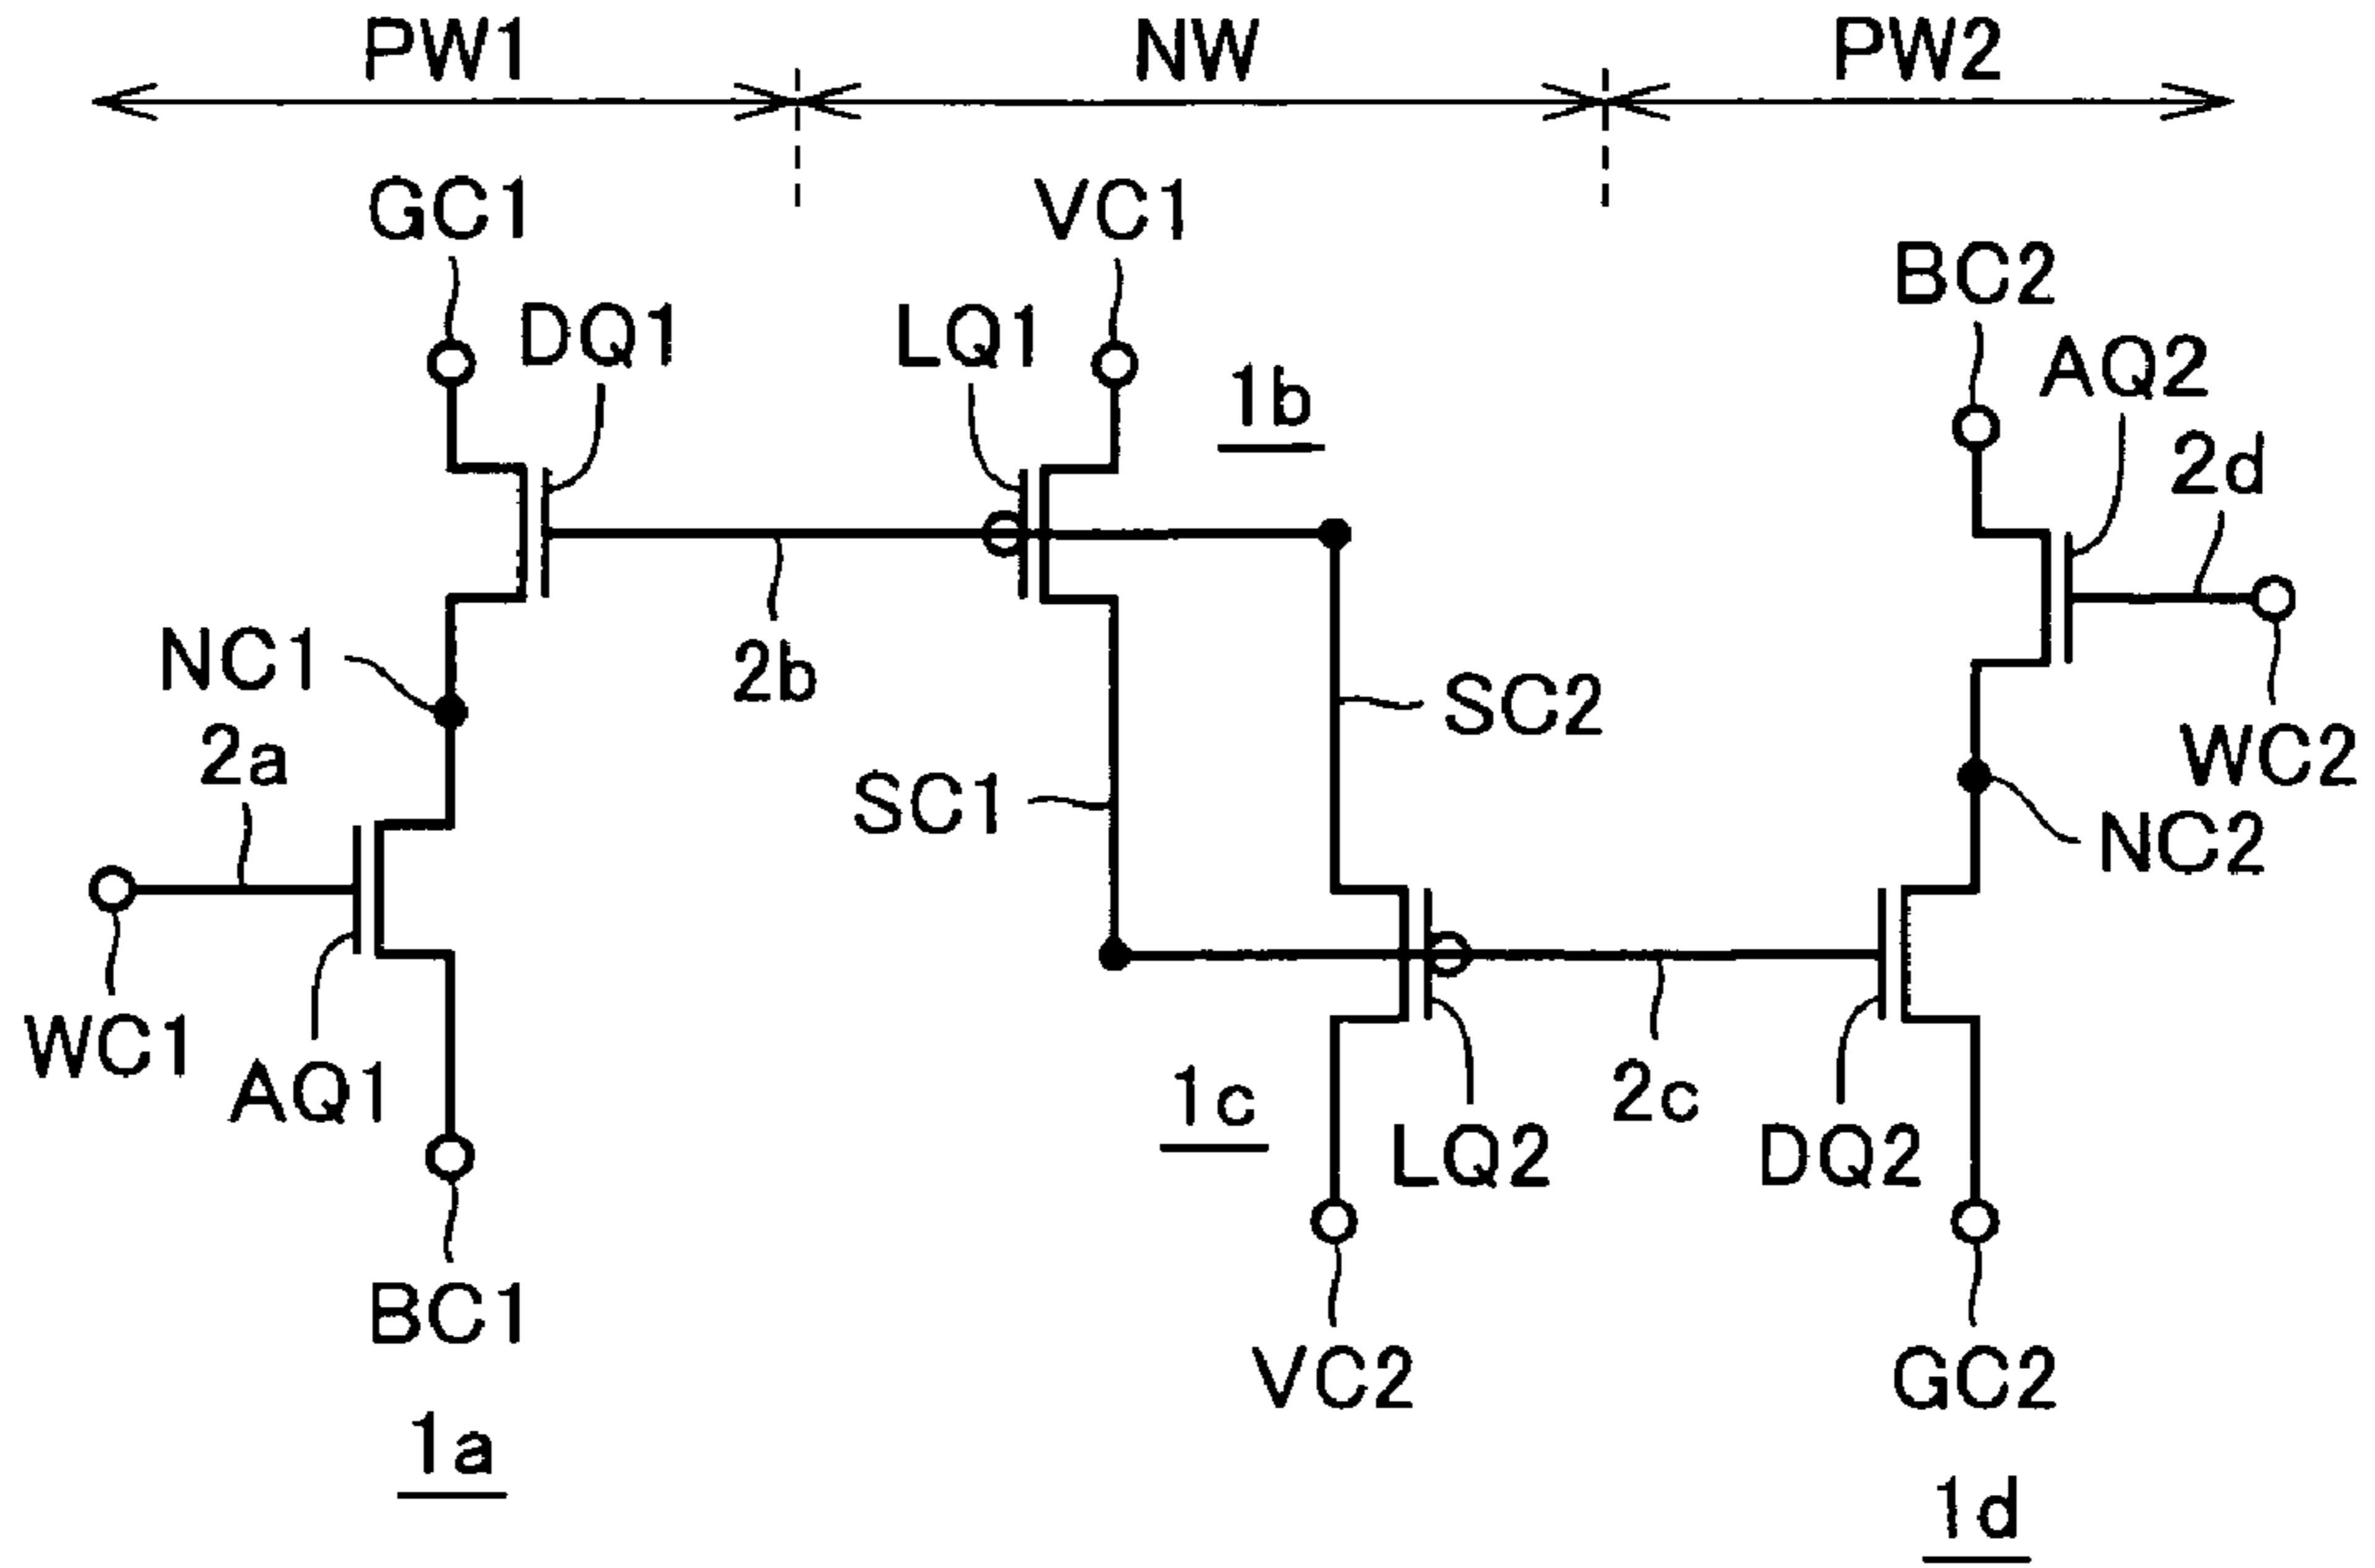 PW1 NW PW2
GC1 VC1
BC2
DQ1 LQ1
AQ2
1b
2d
NC1
2b
SC2
2a
WC2
SC1
NC2
WC1
AQ1
1c
2c
LQ2 DQ2
BC1
VC2 GC2
1a
1d